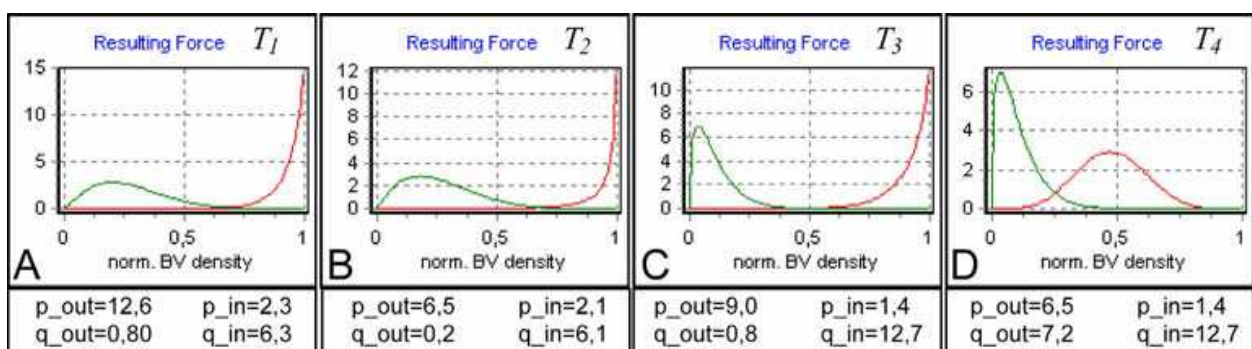 Resulting Force T1
15
10
5
0
0 0,5 1
norm. BV density
A
p_out=12,6 p_in=2,3
q_out=0,80 q_in=6,3
Resulting Force T2
12
10
8
6
4
2
0
0 0,5 1
norm. BV density
B
p_out=6,5 p_in=2,1
q_out=0,2 q_in=6,1
Resulting Force T3
10
8
6
4
2
0
0 0,5 1
norm. BV density
C
p_out=9,0 p_in=1,4
q_out=0,8 q_in=12,7
Resulting Force T4
6
4
2
0
0 0,5 1
norm. BV density
D
p_out=6,5 p_in=1,4
q_out=7,2 q_in=12,7